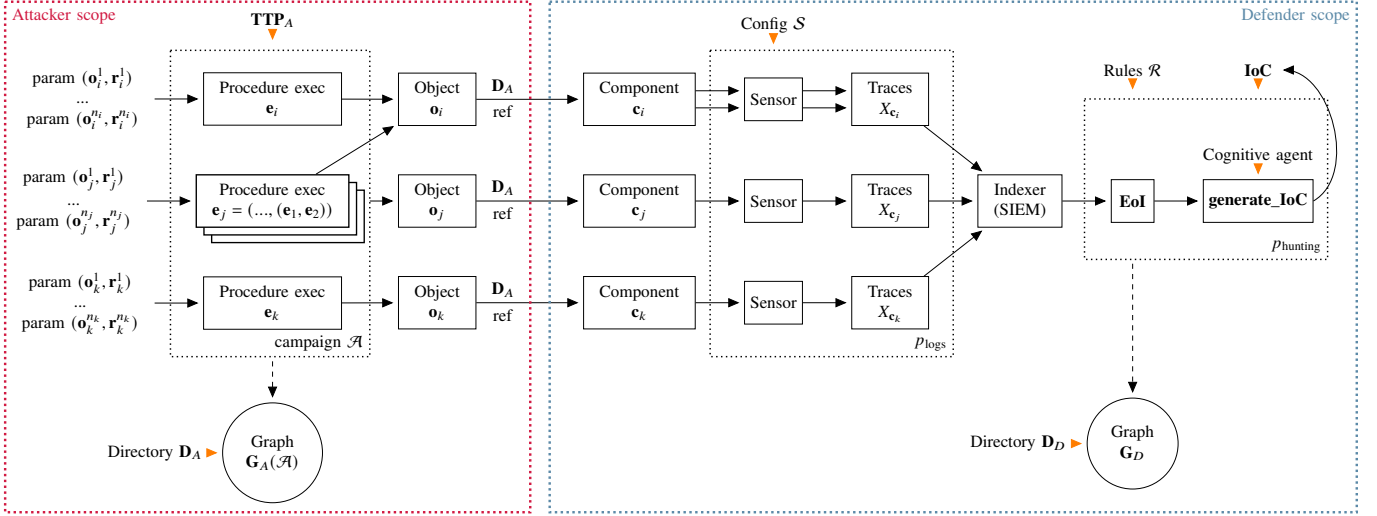 Attacker scope
TTP_A
param (o_i^1, r_i^1)
...
param (o_i^{n_i}, r_i^{n_i})
Procedure exec
e_i
Object
o_i
D_A
ref
param (o_j^1, r_j^1)
...
param (o_j^{n_j}, r_j^{n_j})
Procedure exec
e_j = (..., (e_1, e_2))
Object
o_j
D_A
ref
param (o_k^1, r_k^1)
...
param (o_k^{n_k}, r_k^{n_k})
Procedure exec
e_k
Object
o_k
D_A
ref
campaign 𝒜
Directory D_A
Graph
G_A(𝒜)
Defender scope
Config 𝒮
Component
c_i
Sensor
Traces
X_{c_i}
Component
c_j
Sensor
Traces
X_{c_j}
Component
c_k
Sensor
Traces
X_{c_k}
p_logs
Indexer
(SIEM)
Rules ℛ
IoC
Cognitive agent
EoI
generate_IoC
p_hunting
Directory D_D
Graph
G_D